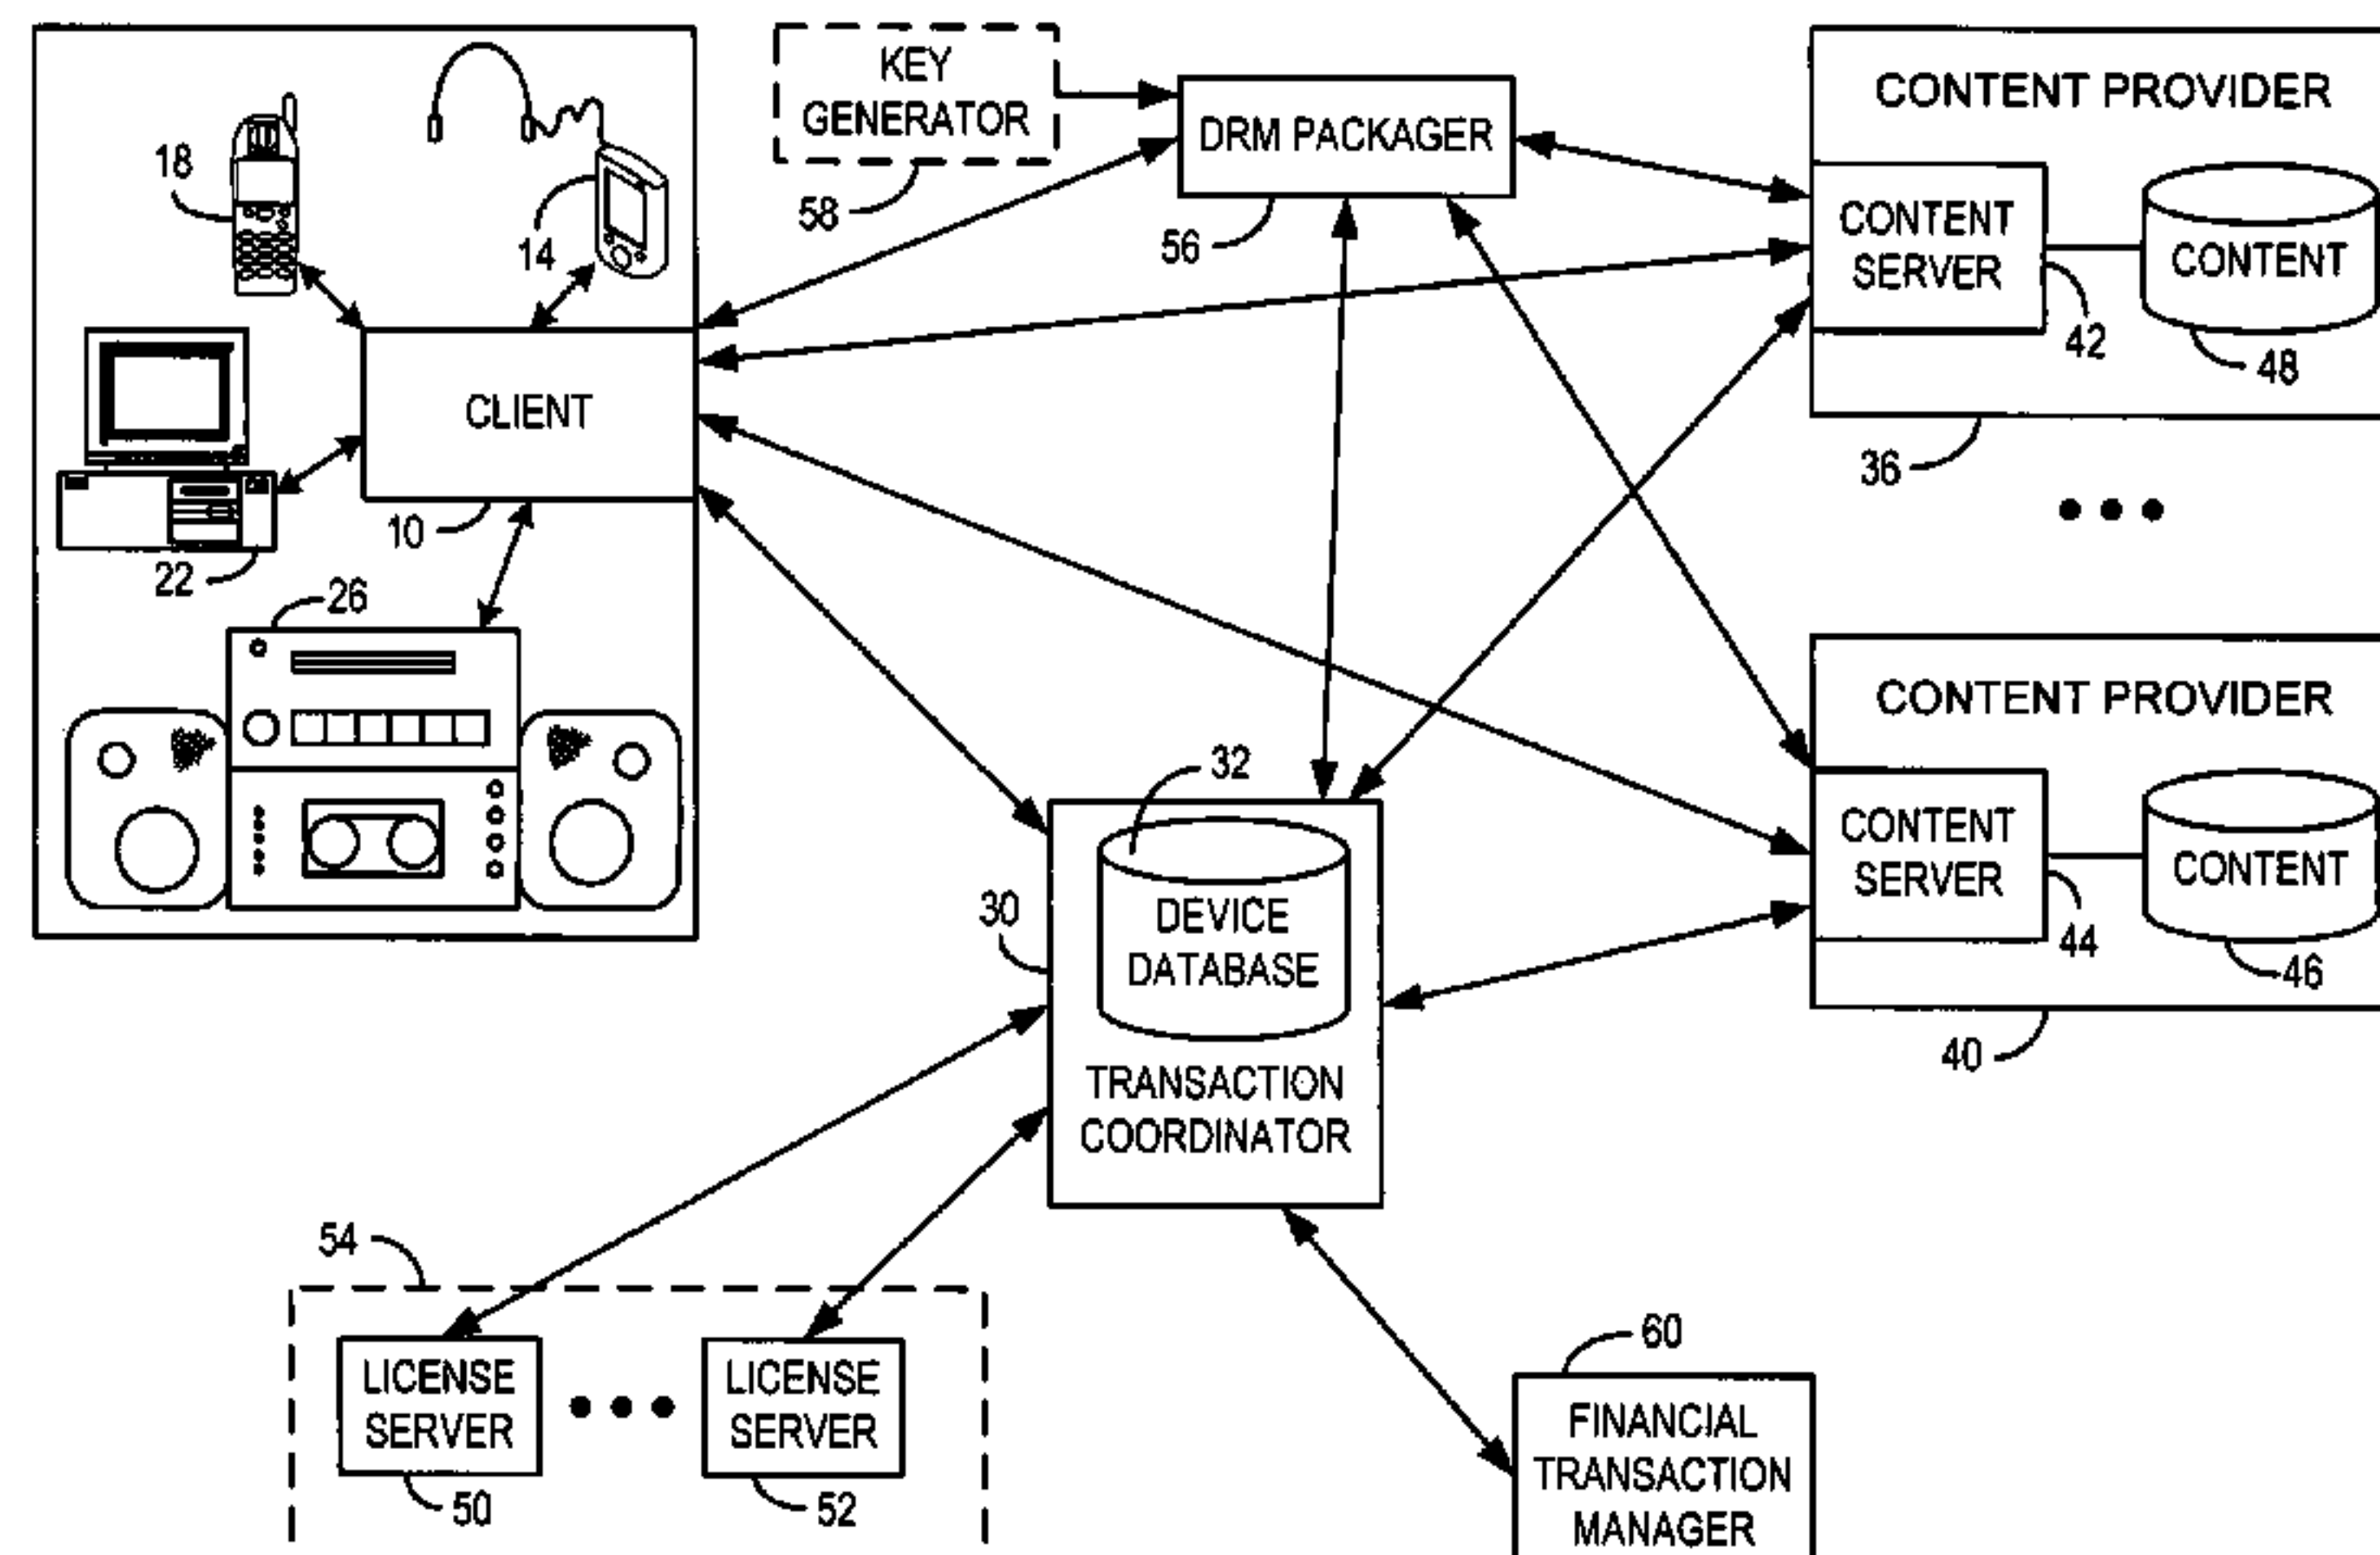 KEY
GENERATOR
58
DRM PACKAGER
56
CONTENT PROVIDER
CONTENT
SERVER
42
CONTENT
48
36
18
14
CLIENT
10
22
26
CONTENT PROVIDER
CONTENT
SERVER
44
CONTENT
46
40
32
30
DEVICE
DATABASE
TRANSACTION
COORDINATOR
54
LICENSE
SERVER
50
LICENSE
SERVER
52
60
FINANCIAL
TRANSACTION
MANAGER